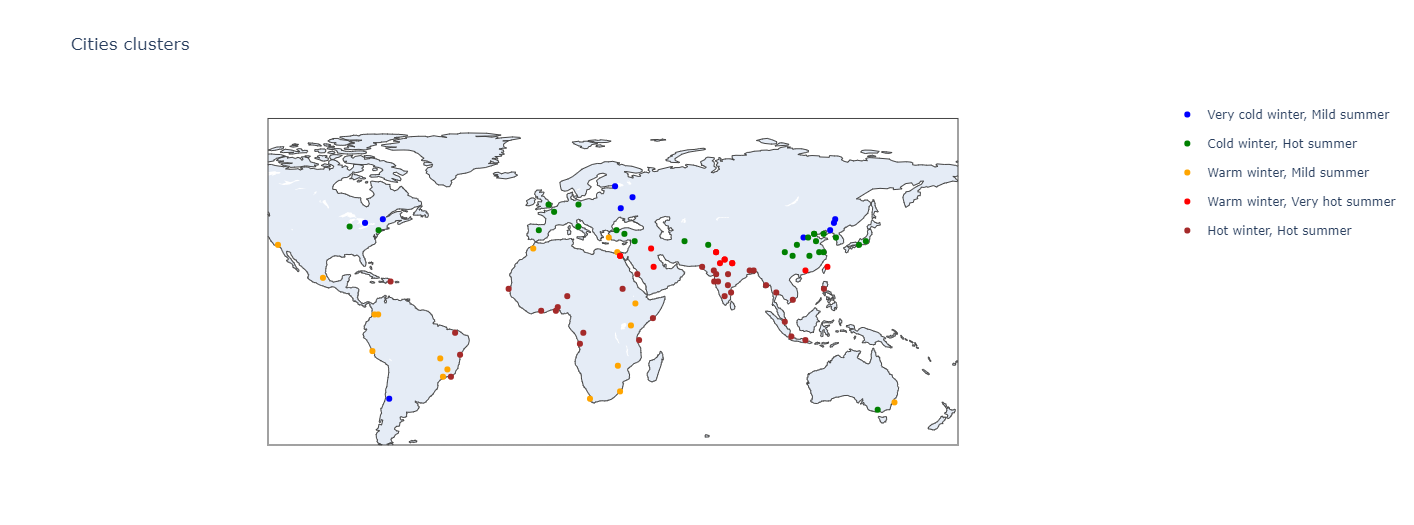 Cities clusters
Very cold winter, Mild summer
Cold winter, Hot summer
Warm winter, Mild summer
Warm winter, Very hot summer
Hot winter, Hot summer